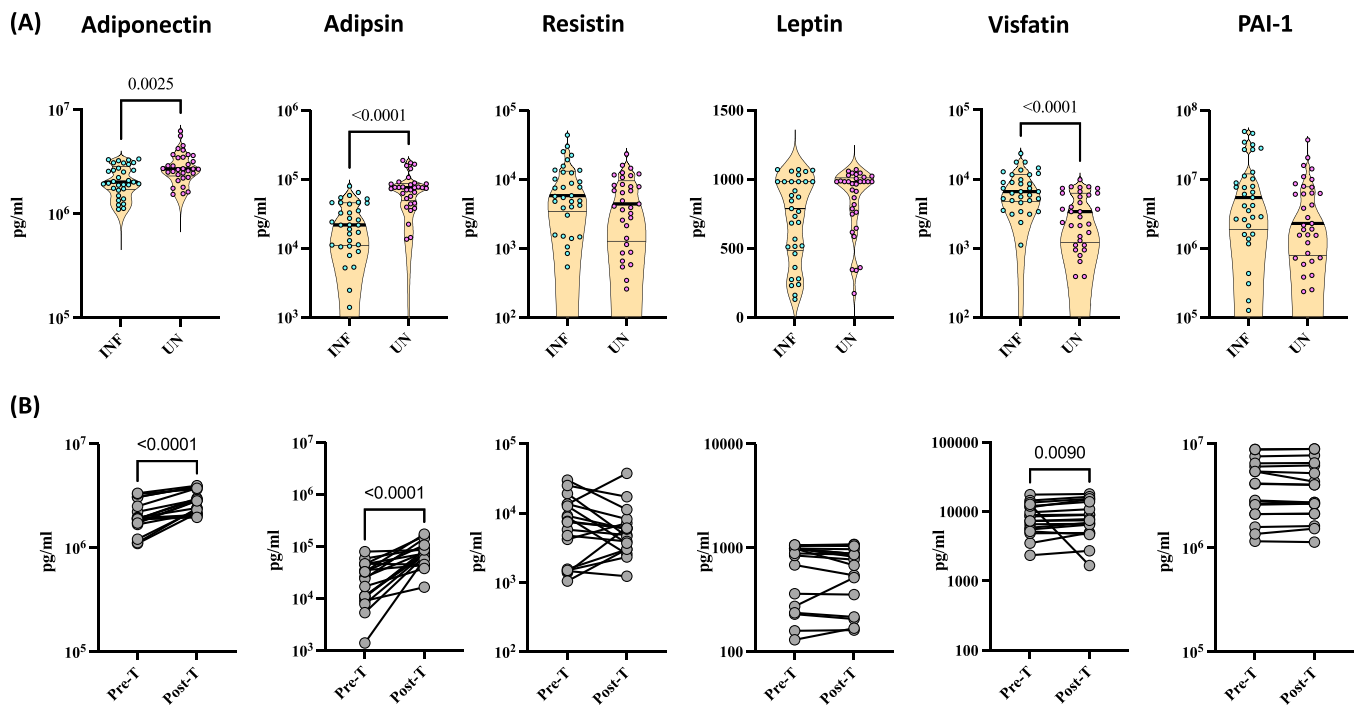 (A) Adiponectin Adipsin Resistin Leptin Visfatin PAI-1
0.0025 <0.0001 <0.0001
10⁷ 10⁶ 10⁵ 1500 10⁵ 10⁸
pg/ml pg/ml pg/ml pg/ml pg/ml pg/ml
10⁶ 10⁵ 10⁴ 1000 10⁴ 10⁷
10⁴ 10³ 500 10³ 10⁶
10⁵ 10³ 10² 0 10² 10⁵
INF UN INF UN INF UN INF UN INF UN INF UN
(B)
<0.0001 <0.0001 0.0090
10⁷ 10⁷ 10⁵ 10000 100000 10⁷
10⁶ 10⁴ 10000
pg/ml pg/ml pg/ml pg/ml pg/ml pg/ml
10⁶ 10⁵ 1000 10⁶
10⁴ 10³ 1000
10⁵ 10³ 10² 100 100 10⁵
Pre-T Post-T Pre-T Post-T Pre-T Post-T Pre-T Post-T Pre-T Post-T Pre-T Post-T